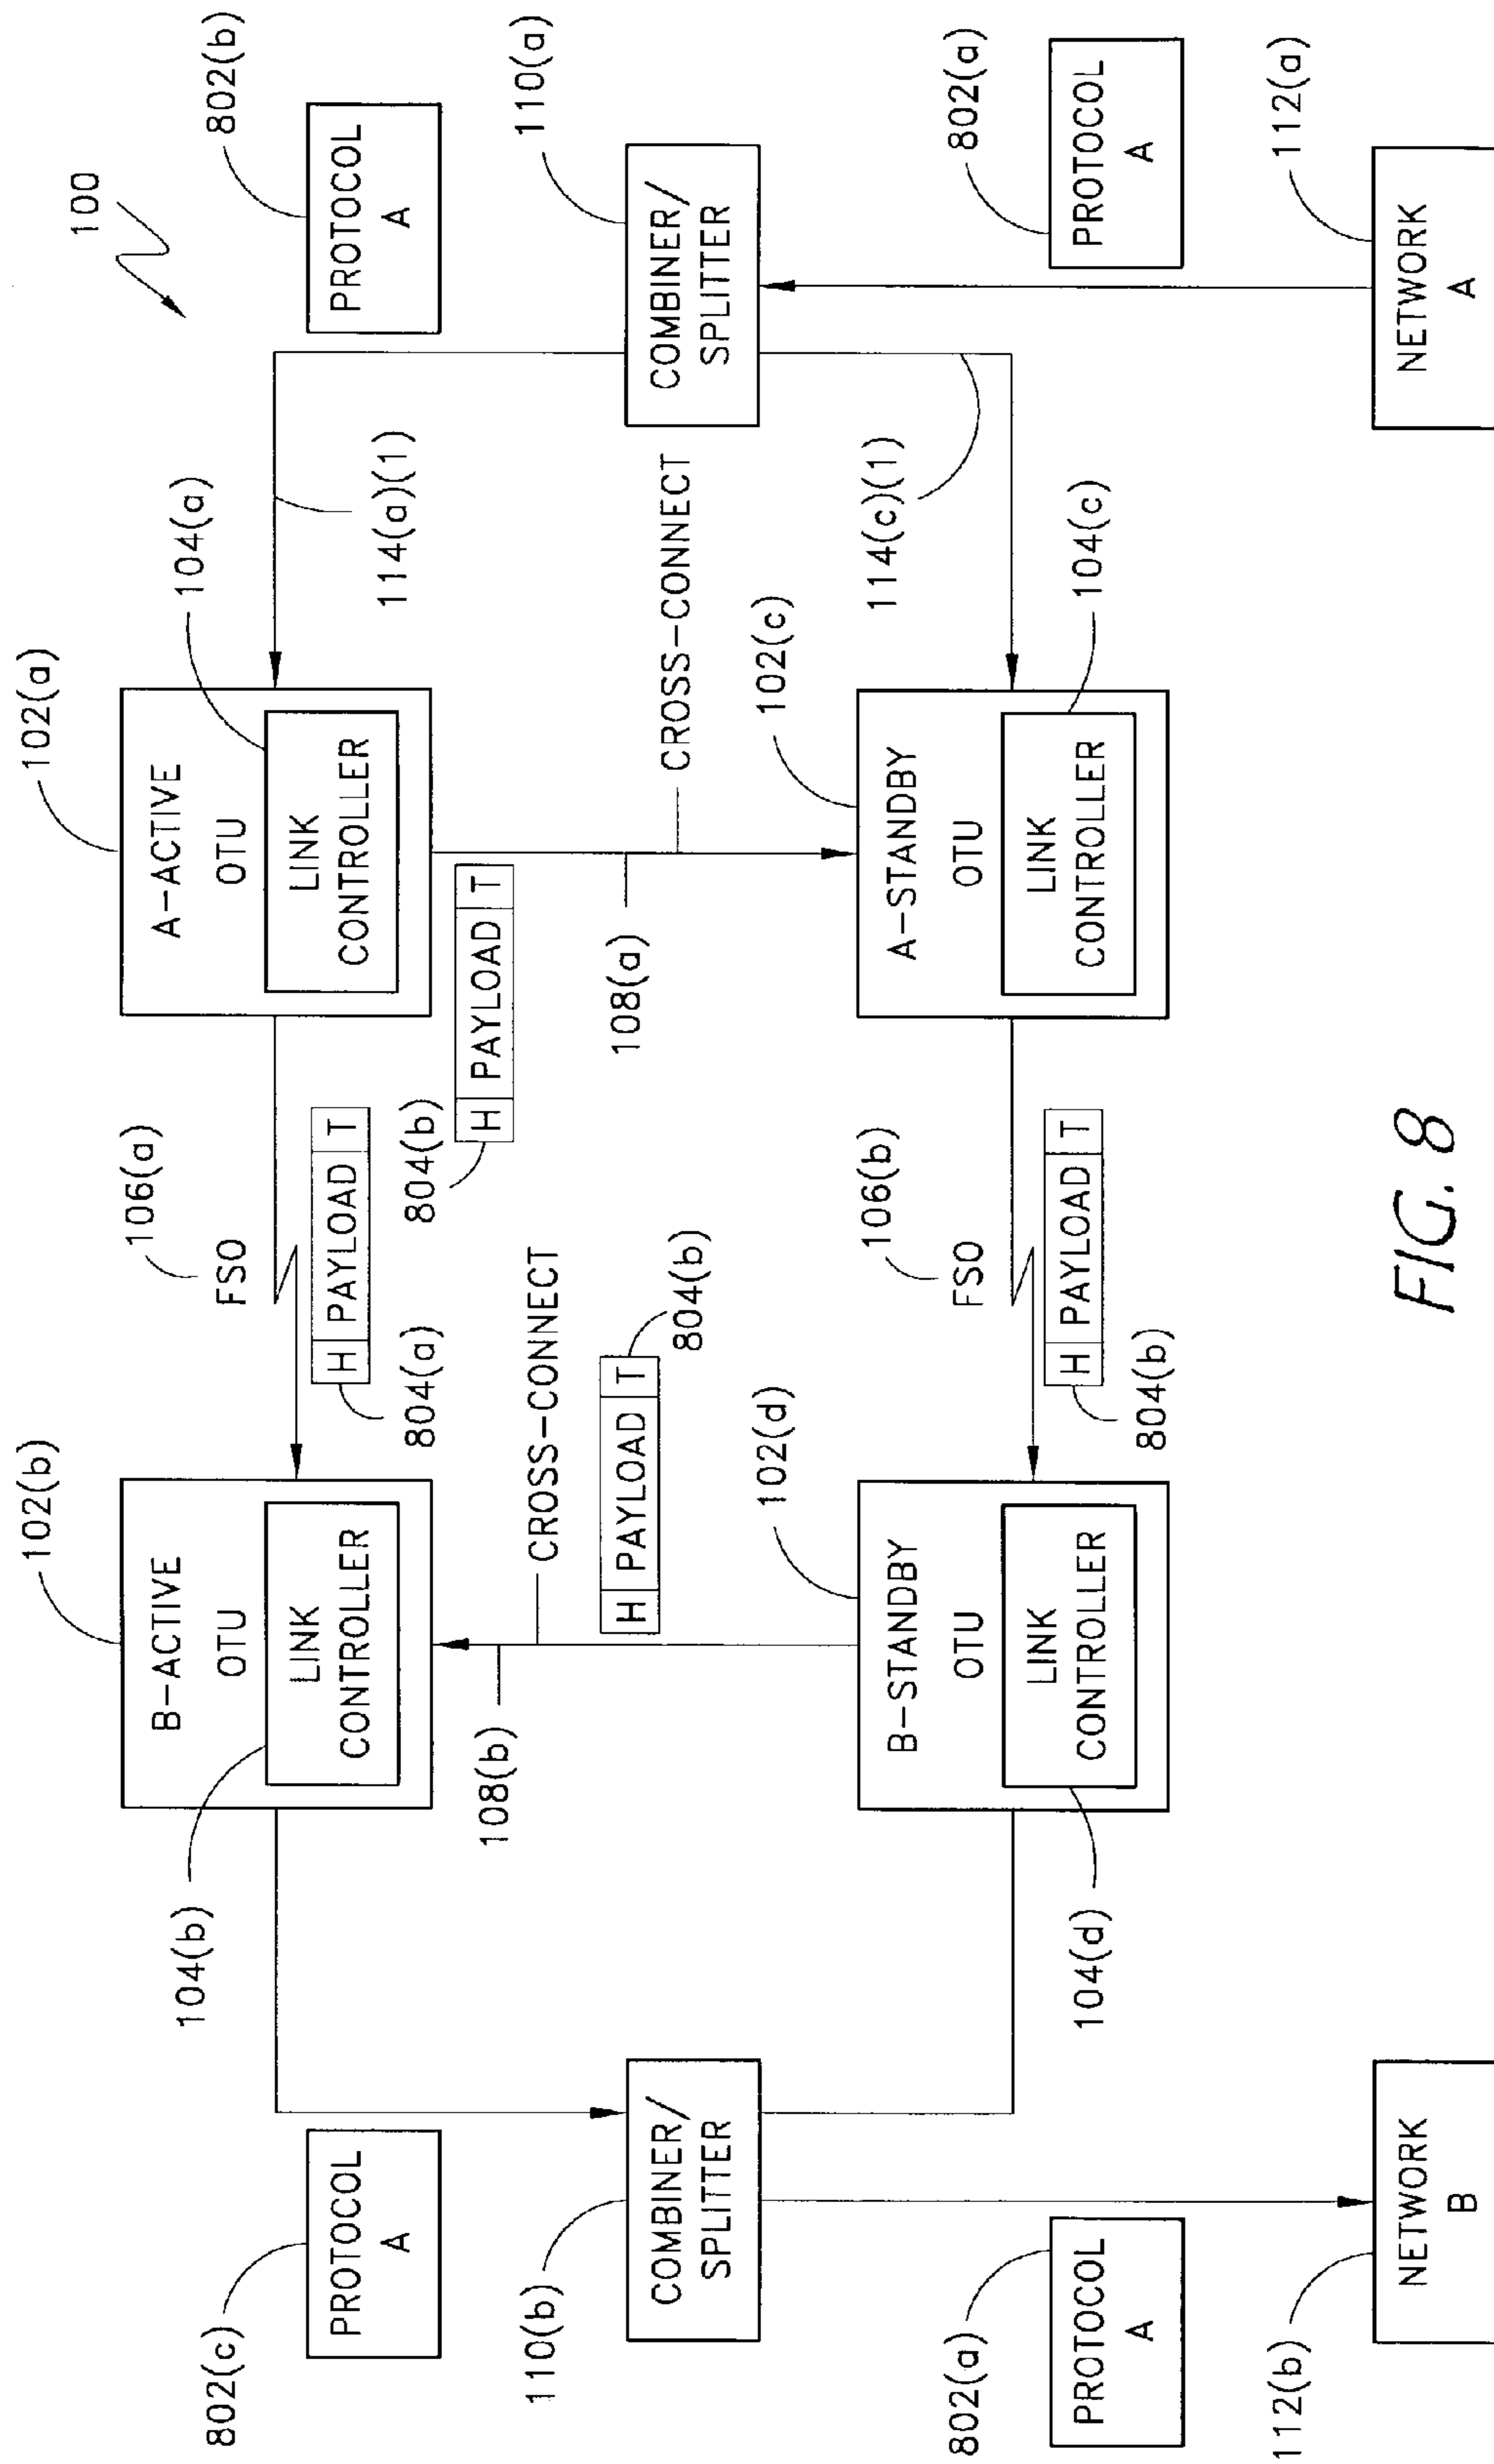 100
802(c)
PROTOCOL
A
110(b)
COMBINER/
SPLITTER
802(a)
PROTOCOL
A
112(b)
NETWORK
B
102(b)
B-ACTIVE
OTU
LINK
CONTROLLER
104(b)
108(b)
CROSS-CONNECT
H PAYLOAD T
804(b)
102(d)
B-STANDBY
OTU
LINK
CONTROLLER
104(d)
106(a)
FSO
H PAYLOAD T
804(a)
H PAYLOAD T
804(b)
106(b)
FSO
H PAYLOAD T
804(b)
102(a)
A-ACTIVE
OTU
LINK
CONTROLLER
104(a)
108(a)
CROSS-CONNECT
102(c)
A-STANDBY
OTU
LINK
CONTROLLER
104(c)
114(a)(1)
114(c)(1)
802(b)
PROTOCOL
A
110(a)
COMBINER/
SPLITTER
802(a)
PROTOCOL
A
112(a)
NETWORK
A
FIG. 8